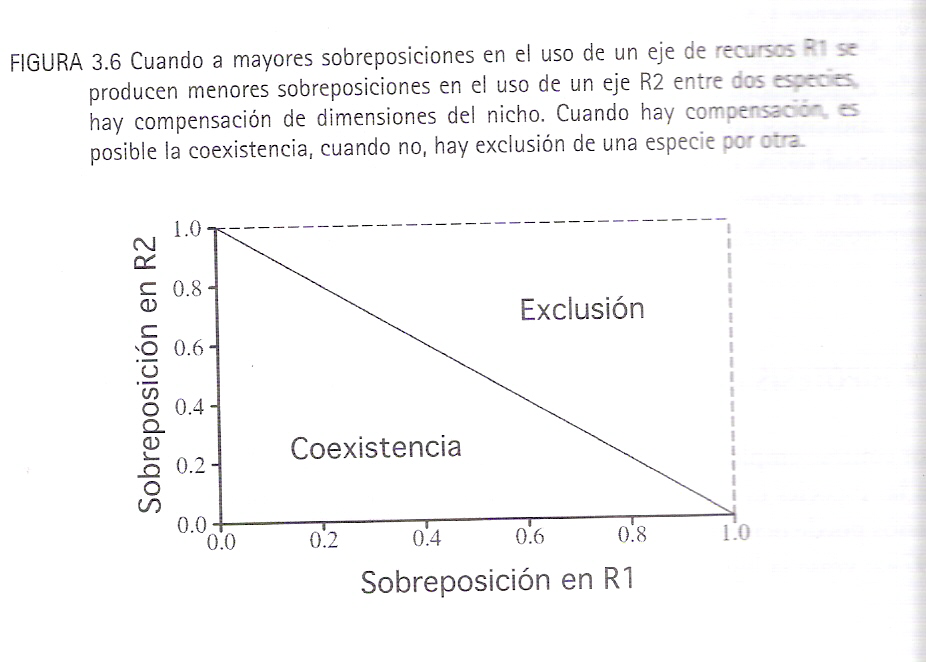 FIGURA 3.6 Cuando a mayores sobreposiciones en el uso de un eje de recursos R1 se
producen menores sobreposiciones en el uso de un eje R2 entre dos especies,
hay compensación de dimensiones del nicho. Cuando hay compensación, es
posible la coexistencia, cuando no, hay exclusión de una especie por otra.
Sobreposición en R2
1.0
0.8
0.6
0.4
0.2
0.0
Exclusión
Coexistencia
0.0 0.2 0.4 0.6 0.8 1.0
Sobreposición en R1